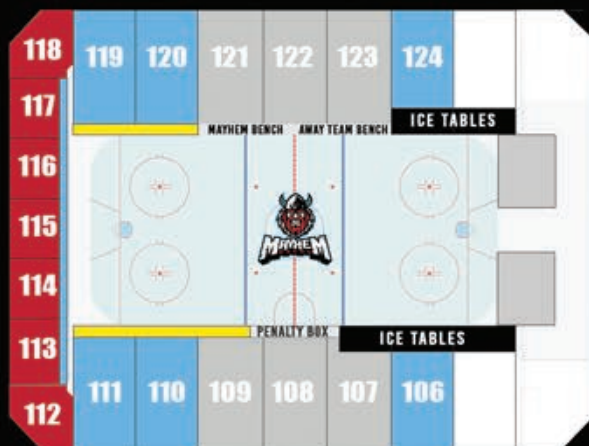 118 119 120 121 122 123 124
117
MAYHEM BENCH AWAY TEAM BENCH ICE TABLES
116
115
MAYHEM
114
113
PENALTY BOX ICE TABLES
112 111 110 109 108 107 106